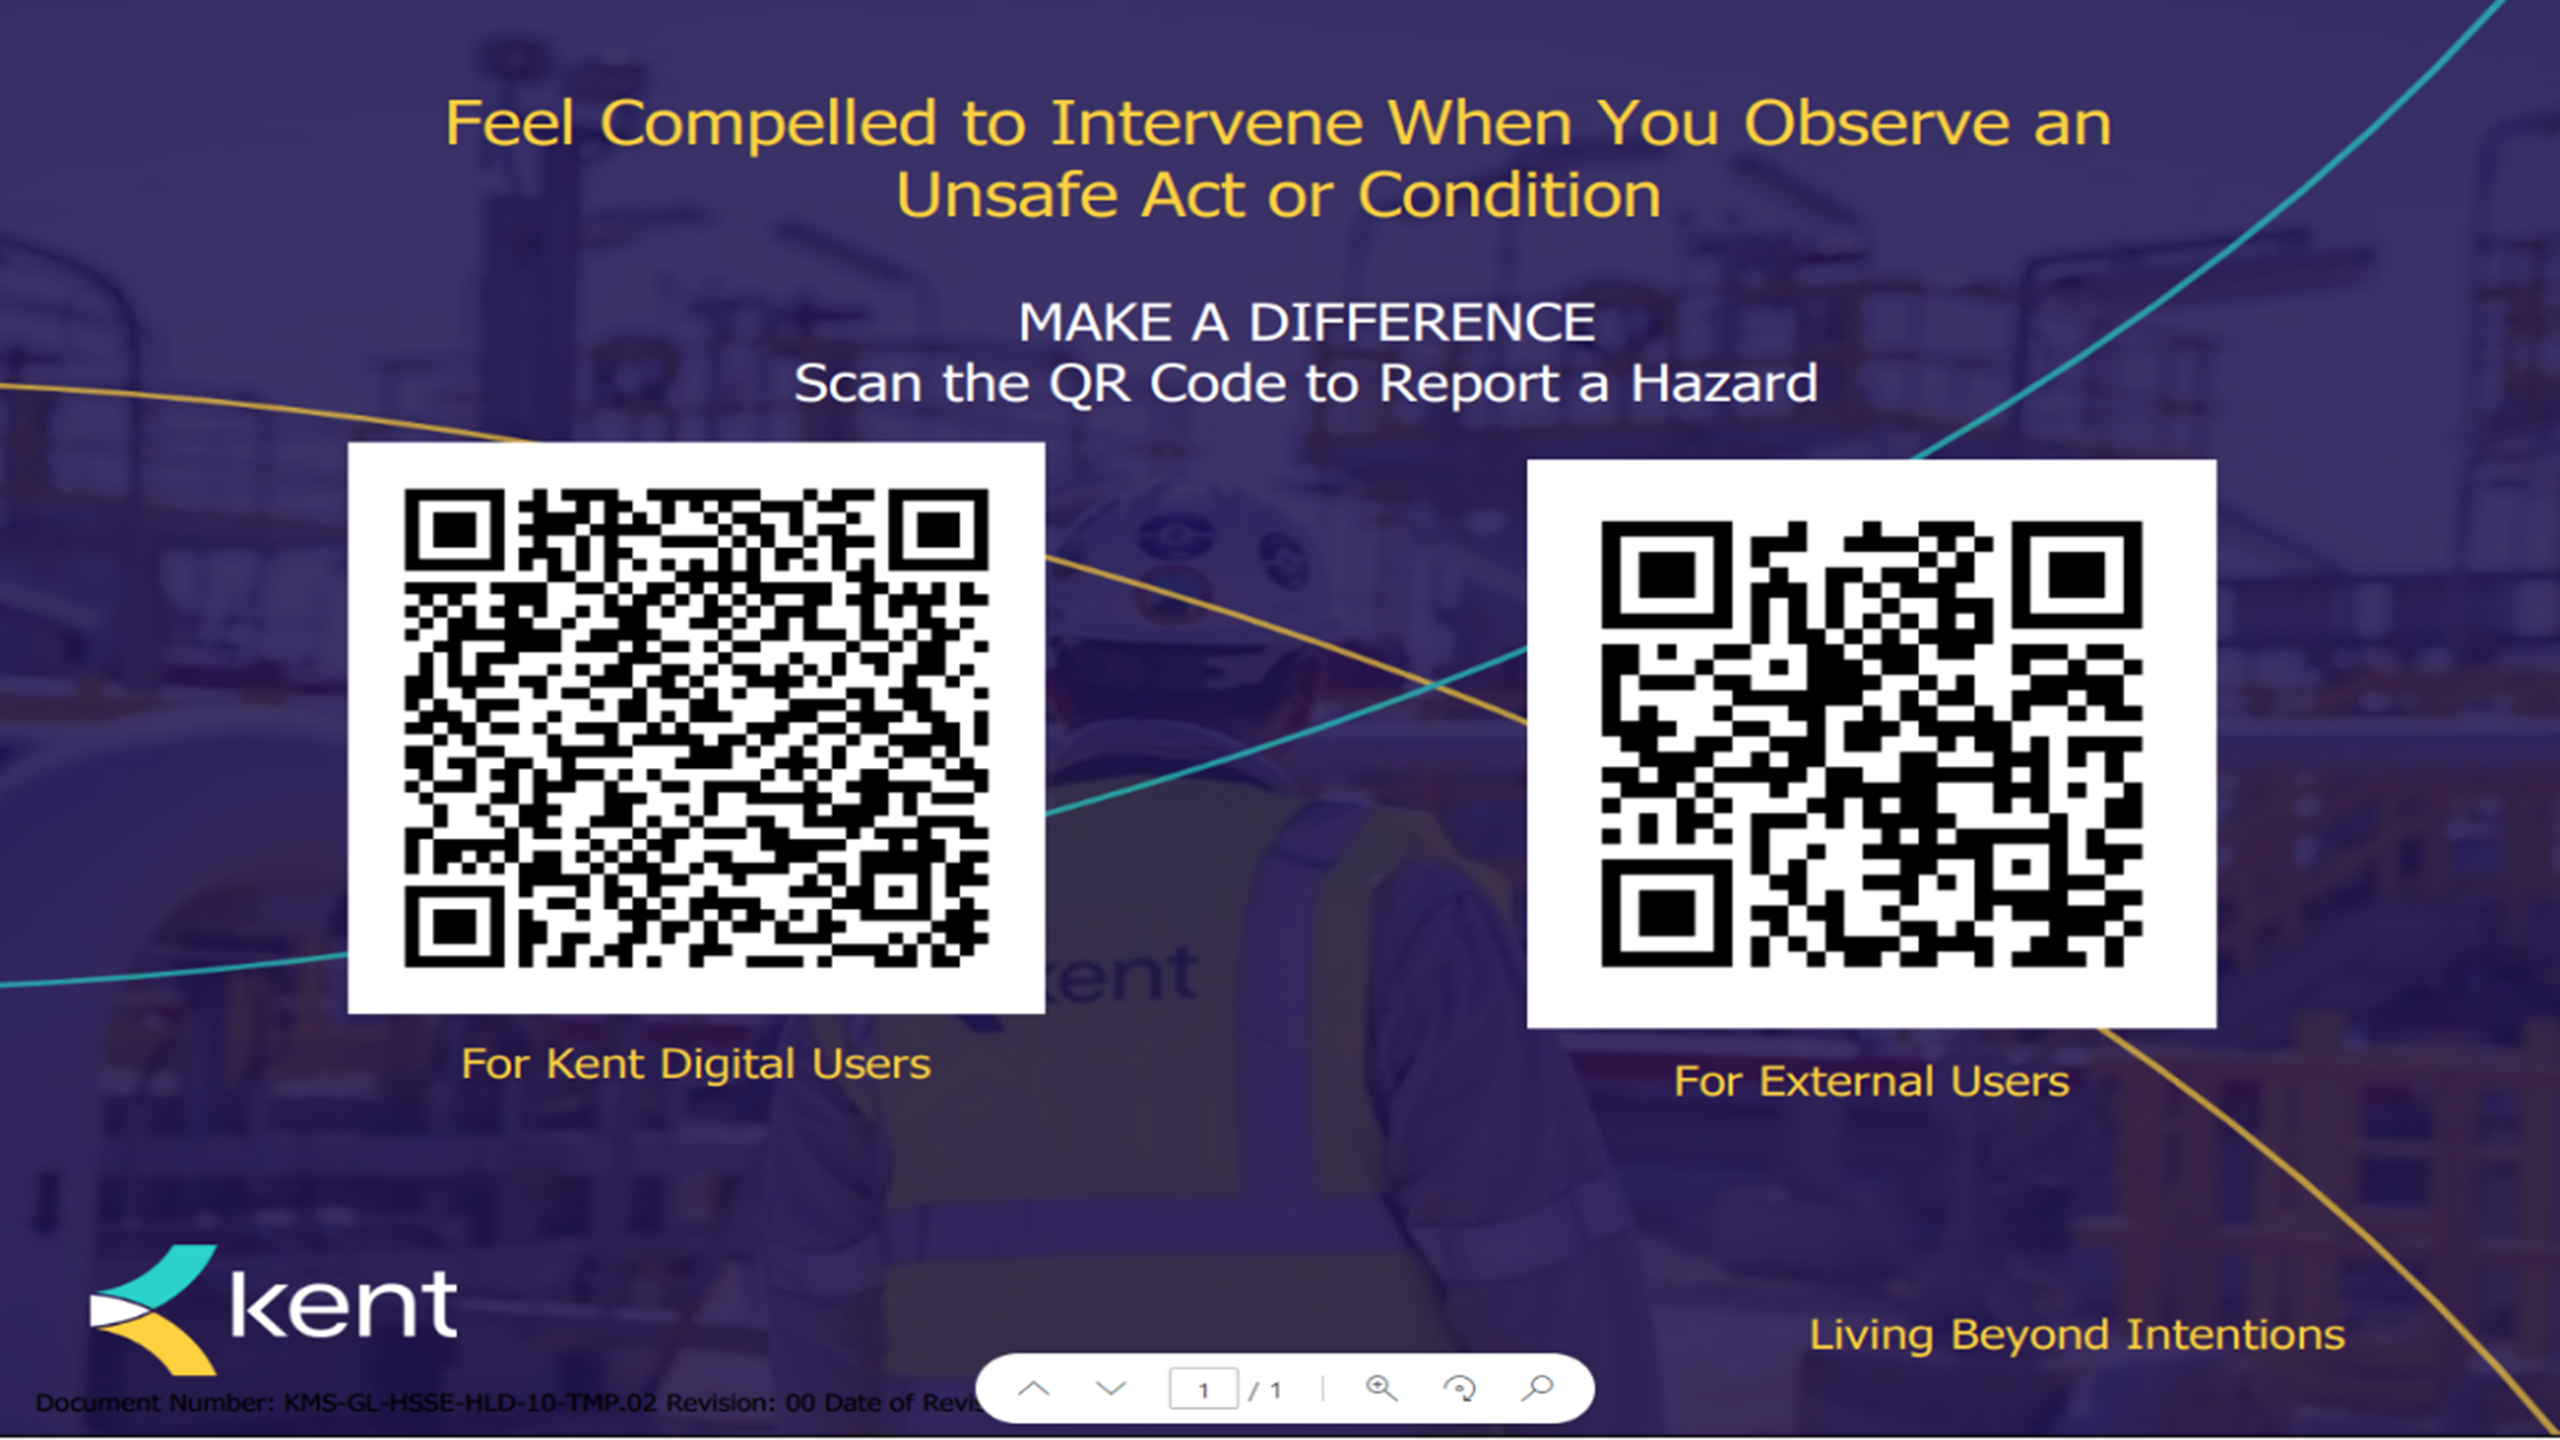 Feel Compelled to Intervene When You Observe an
Unsafe Act or Condition
MAKE A DIFFERENCE
Scan the QR Code to Report a Hazard
kent
For Kent Digital Users
For External Users
kent
Living Beyond Intentions
Document Number: KMS-GL-HSSE-HLD-10-TMP.02 Revision: 00 Date of
1 / 1